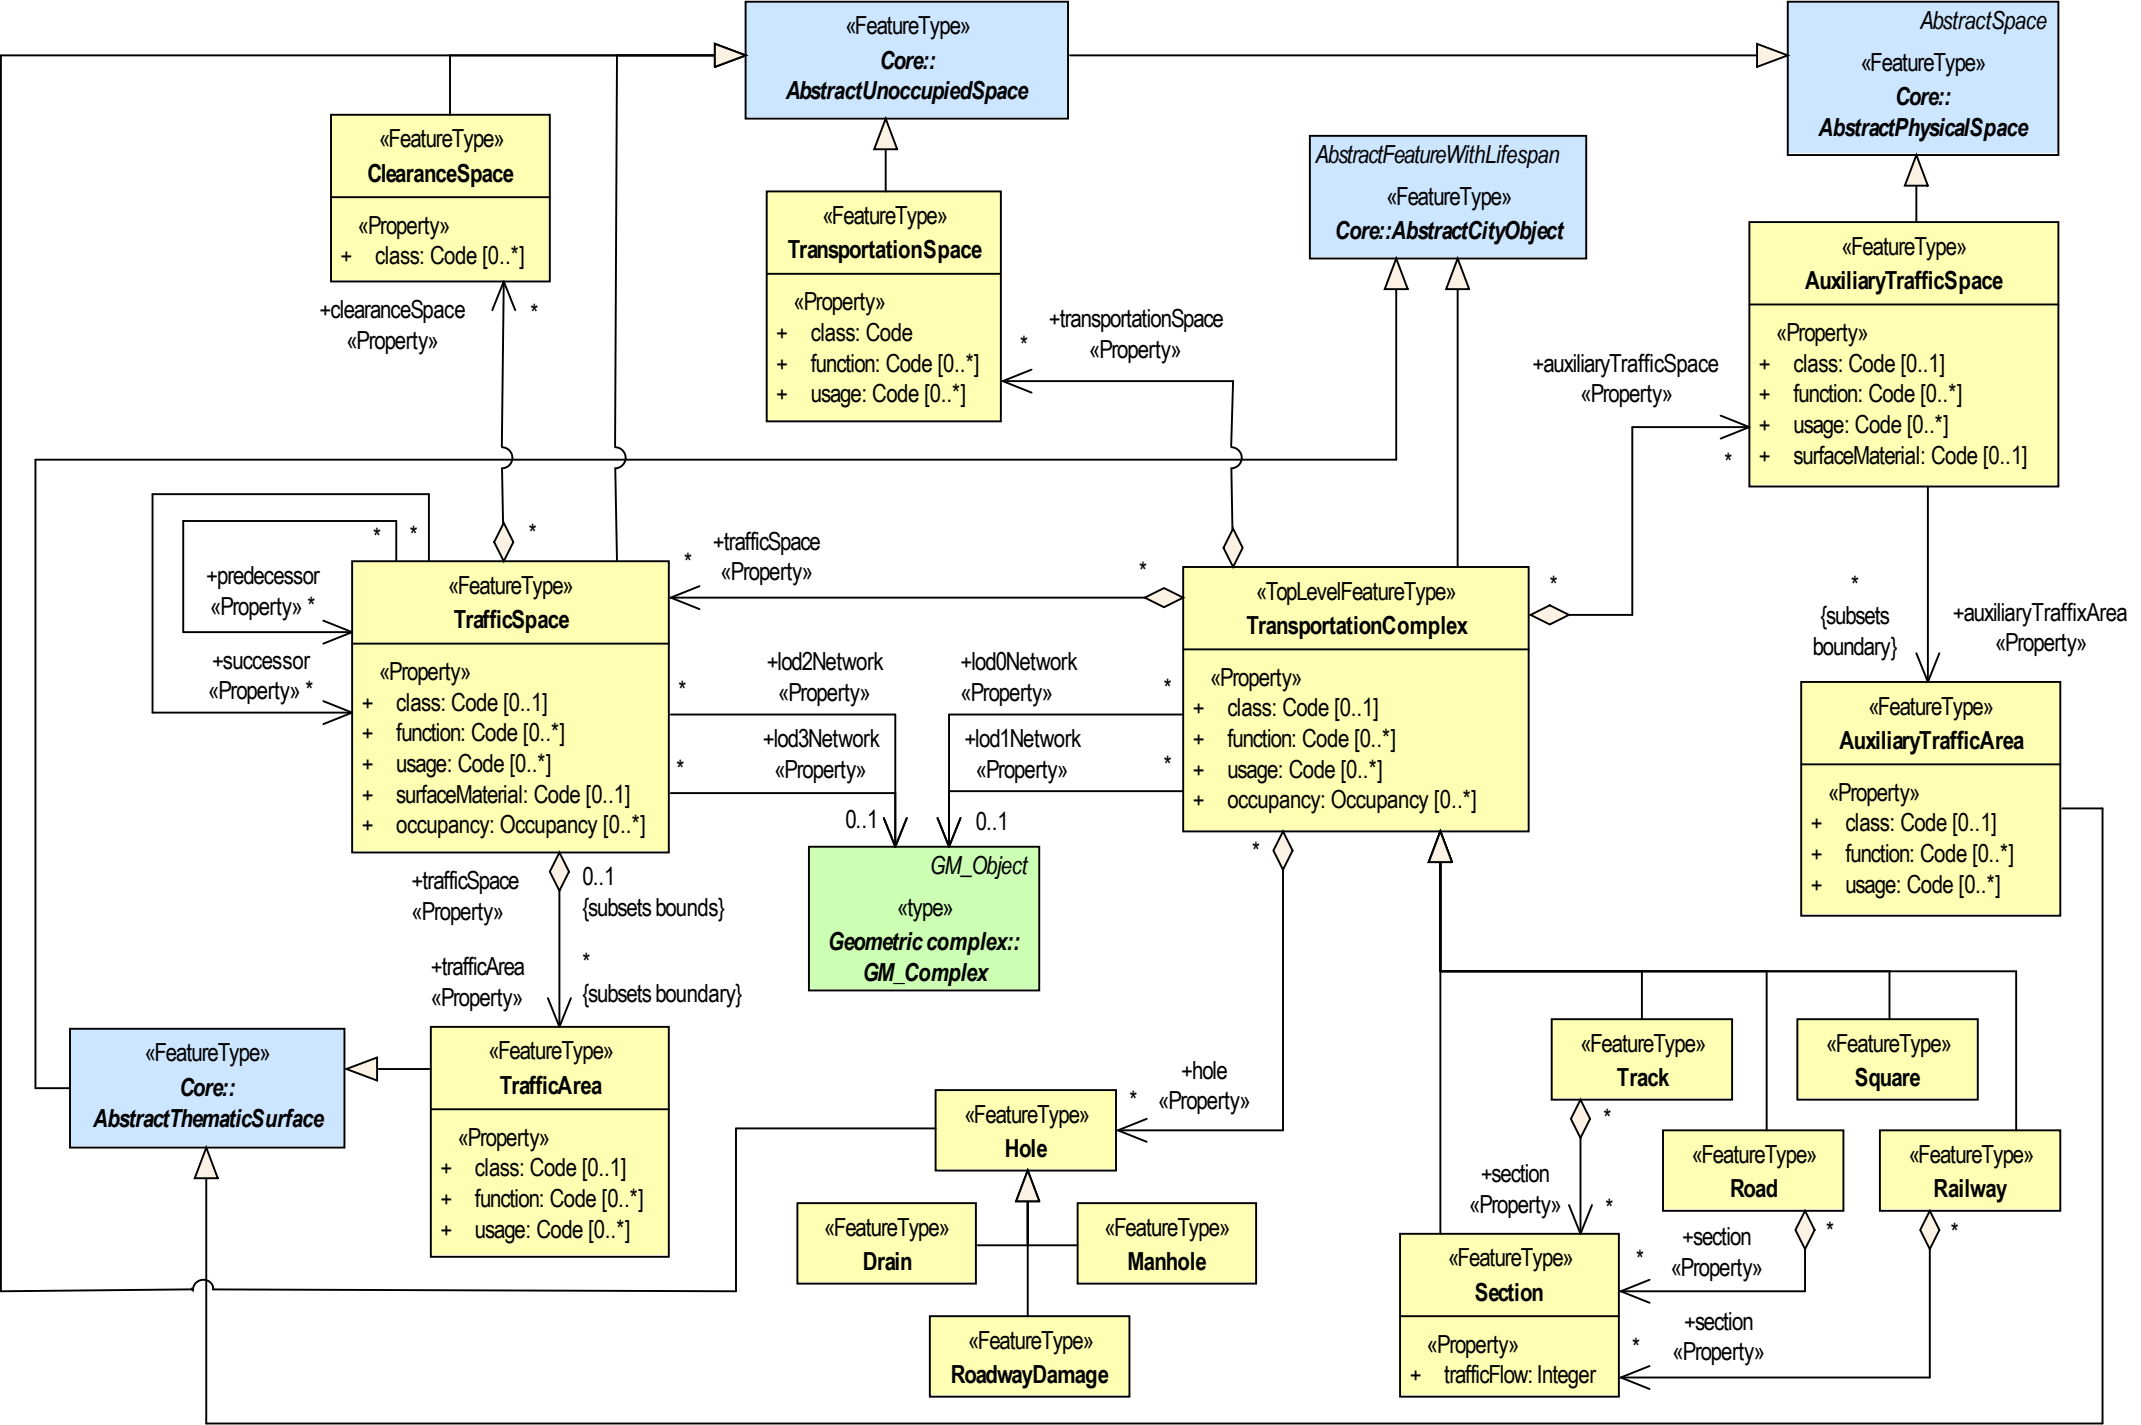 «FeatureType»
Core::
AbstractUnoccupiedSpace
AbstractSpace
«FeatureType»
Core::
AbstractPhysicalSpace
«FeatureType»
ClearanceSpace
«Property»
+ class: Code [0..*]
«FeatureType»
TransportationSpace
«Property»
+ class: Code
+ function: Code [0..*]
+ usage: Code [0..*]
AbstractFeatureWithLifespan
«FeatureType»
Core::AbstractCityObject
«FeatureType»
AuxiliaryTrafficSpace
«Property»
+ class: Code [0..1]
+ function: Code [0..*]
+ usage: Code [0..*]
+ surfaceMaterial: Code [0..1]
+clearanceSpace
«Property»
*
*
+transportationSpace
«Property»
*
+auxiliaryTrafficSpace
«Property»
*
*
*
*
+predecessor
«Property» *
+successor
«Property» *
«FeatureType»
TrafficSpace
«Property»
+ class: Code [0..1]
+ function: Code [0..*]
+ usage: Code [0..*]
+ surfaceMaterial: Code [0..1]
+ occupancy: Occupancy [0..*]
+trafficSpace
«Property»
*
*
«TopLevelFeatureType»
TransportationComplex
«Property»
+ class: Code [0..1]
+ function: Code [0..*]
+ usage: Code [0..*]
+ occupancy: Occupancy [0..*]
*
{subsets
boundary}
+auxiliaryTraffixArea
«Property»
«FeatureType»
AuxiliaryTrafficArea
«Property»
+ class: Code [0..1]
+ function: Code [0..*]
+ usage: Code [0..*]
+lod2Network
«Property»
*
+lod3Network
«Property»
*
0..1
+lod0Network
«Property»
*
+lod1Network
«Property»
*
0..1
GM_Object
«type»
Geometric complex::
GM_Complex
+trafficSpace
«Property»
0..1
{subsets bounds}
+trafficArea
«Property»
*
{subsets boundary}
«FeatureType»
Core::
AbstractThematicSurface
«FeatureType»
TrafficArea
«Property»
+ class: Code [0..1]
+ function: Code [0..*]
+ usage: Code [0..*]
*
+hole
«Property»
*
«FeatureType»
Hole
«FeatureType»
Drain
«FeatureType»
Manhole
«FeatureType»
RoadwayDamage
«FeatureType»
Track
«FeatureType»
Square
«FeatureType»
Road
«FeatureType»
Railway
*
+section
«Property»
*
*
+section
«Property»
*
*
+section
«Property»
*
«FeatureType»
Section
«Property»
+ trafficFlow: Integer